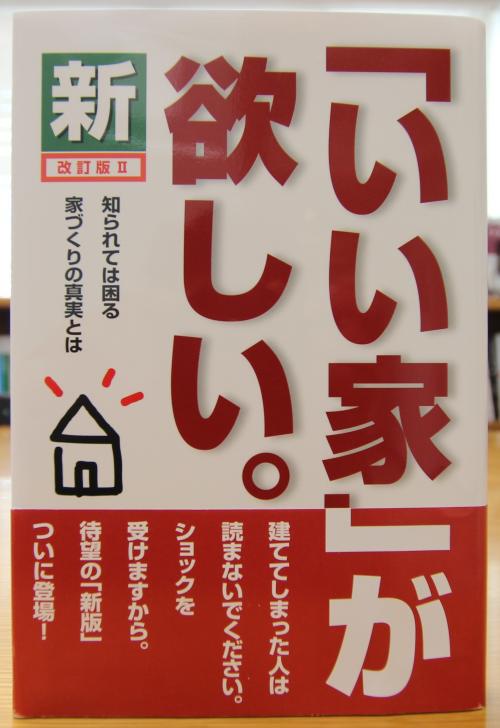 「いい家」が
欲しい。
新
改訂版Ⅱ
知られては困る
家づくりの真実とは
建ててしまった人は
読まないでください。
ショックを
受けますから。
待望の「新版」
ついに登場！